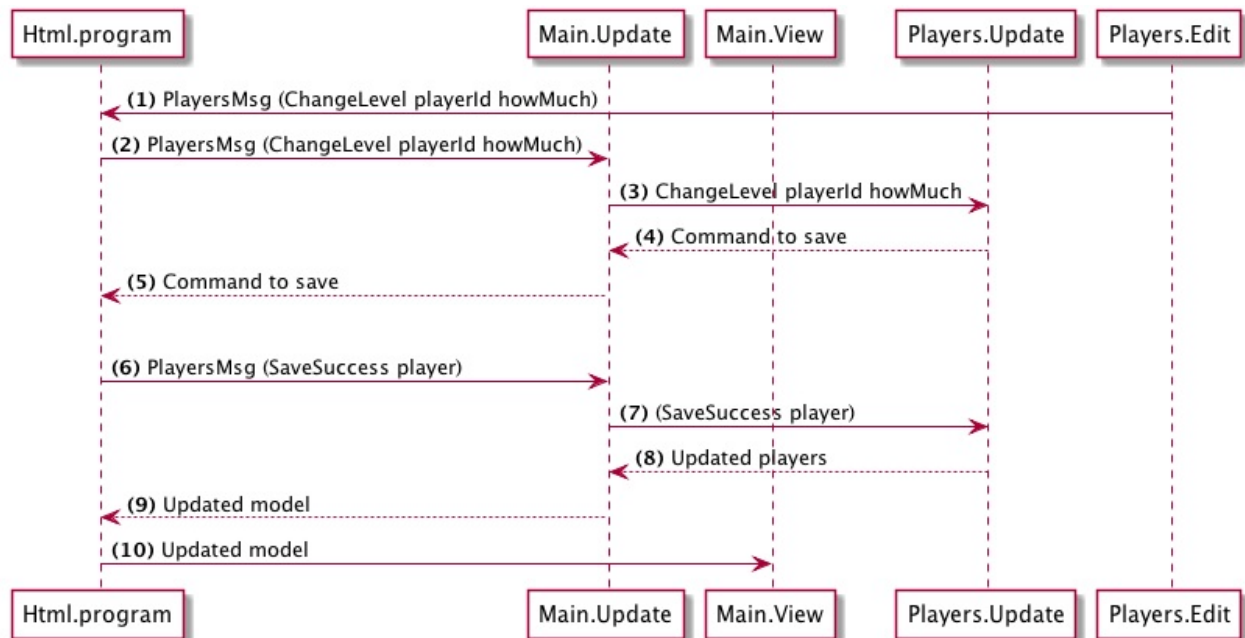 Html.program
Main.Update
Main.View
Players.Update
Players.Edit
(1) PlayersMsg (ChangeLevel playerId howMuch)
(2) PlayersMsg (ChangeLevel playerId howMuch)
(3) ChangeLevel playerId howMuch
(4) Command to save
(5) Command to save
(6) PlayersMsg (SaveSuccess player)
(7) (SaveSuccess player)
(8) Updated players
(9) Updated model
(10) Updated model
Html.program
Main.Update
Main.View
Players.Update
Players.Edit